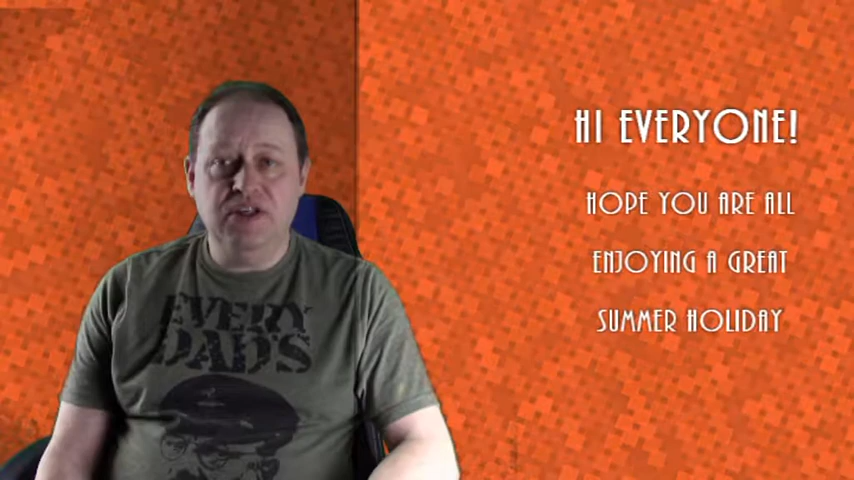 HI EVERYONE!
HOPE YOU ARE ALL
ENJOYING A GREAT
SUMMER HOLIDAY
EVERY
DAD'S